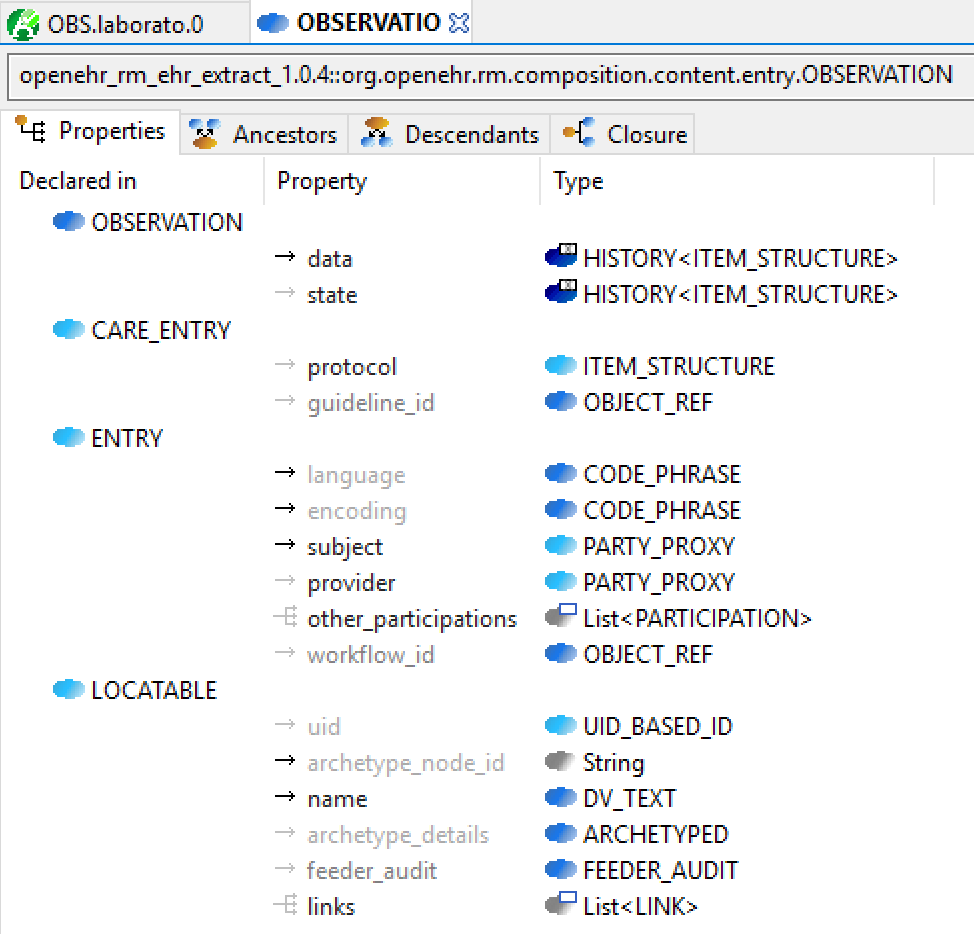 OBS.laborato.0 OBSERVATIO
openehr_rm_ehr_extract_1.0.4::org.openehr.rm.composition.content.entry.OBSERVATION
Properties Ancestors Descendants Closure
Declared in Property Type
OBSERVATION
data HISTORY<ITEM_STRUCTURE>
state HISTORY<ITEM_STRUCTURE>
CARE_ENTRY
protocol ITEM_STRUCTURE
guideline_id OBJECT_REF
ENTRY
language CODE_PHRASE
encoding CODE_PHRASE
subject PARTY_PROXY
provider PARTY_PROXY
other_participations List<PARTICIPATION>
workflow_id OBJECT_REF
LOCATABLE
uid UID_BASED_ID
archetype_node_id String
name DV_TEXT
archetype_details ARCHETYPED
feeder_audit FEEDER_AUDIT
links List<LINK>